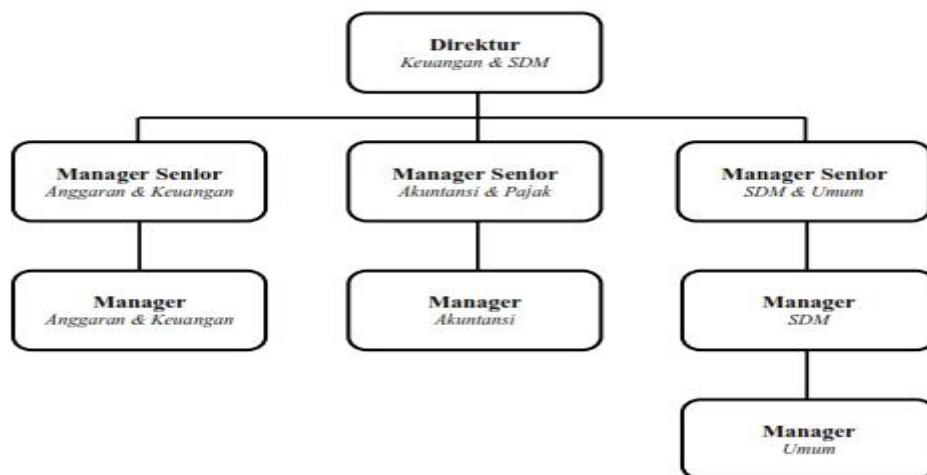 Direktur
Keuangan & SDM
Manager Senior
Anggaran & Keuangan
Manager Senior
Akuntansi & Pajak
Manager Senior
SDM & Umum
Manager
Anggaran & Keuangan
Manager
Akuntansi
Manager
SDM
Manager
Umum